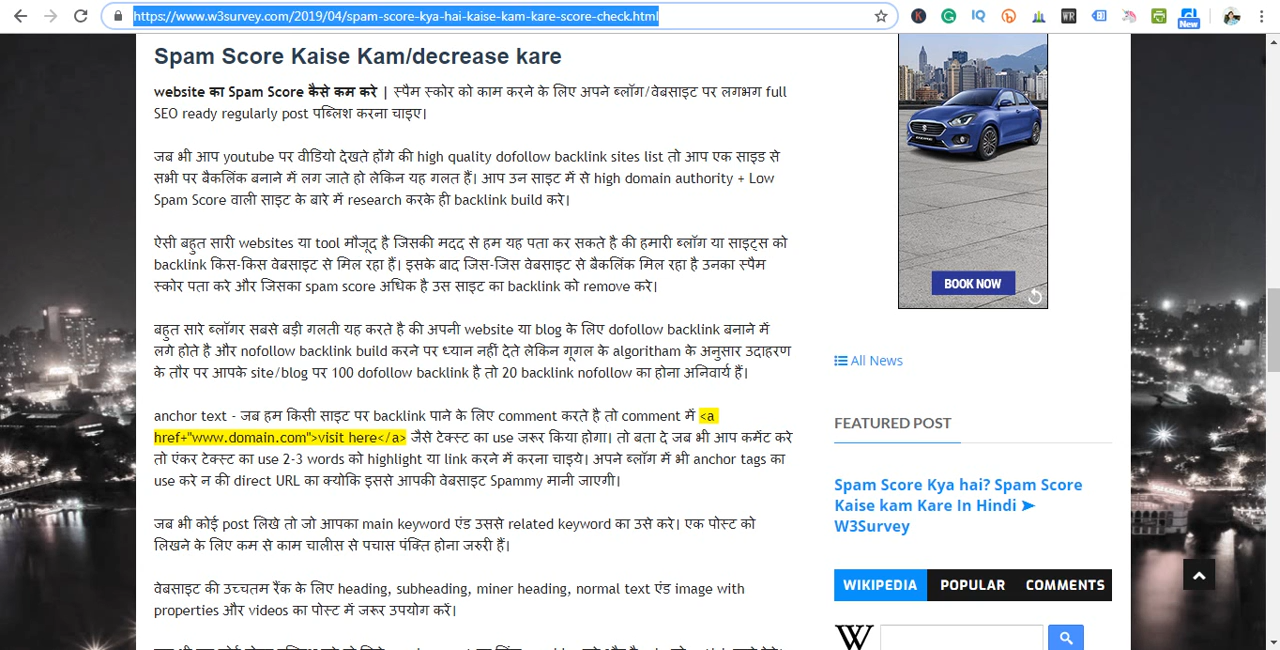 https://www.w3survey.com/2019/04/spam-score-kya-hai-kaise-kam-kare-score-check.html
New
Spam Score Kaise Kam/decrease kare
website का Spam Score कैसे कम करे | स्पैम स्कोर को काम करने के लिए अपने ब्लॉग/वेबसाइट पर लगभग full
SEO ready regularly post पब्लिश करना चाइए।
जब भी आप youtube पर वीडियो देखते होंगे की high quality dofollow backlink sites list तो आप एक साइड से
सभी पर बैकलिंक बनाने में लग जाते हो लेकिन यह गलत हैं। आप उन साइट में से high domain authority + Low
Spam Score वाली साइट के बारे में research करके ही backlink build करे।
ऐसी बहुत सारी websites या tool मौजूद है जिसकी मदद से हम यह पता कर सकते है की हमारी ब्लॉग या साइट्स को
backlink किस-किस वेबसाइट से मिल रहा हैं। इसके बाद जिस-जिस वेबसाइट से बैकलिंक मिल रहा है उनका स्पैम
स्कोर पता करे और जिसका spam score अधिक है उस साइट का backlink को remove करे।
बहुत सारे ब्लॉगर सबसे बड़ी गलती यह करते है की अपनी website या blog के लिए dofollow backlink बनाने में
लगे होते है और nofollow backlink build करने पर ध्यान नहीं देते लेकिन गूगल के algoritham के अनुसार उदाहरण
के तौर पर आपके site/blog पर 100 dofollow backlink है तो 20 backlink nofollow का होना अनिवार्य हैं।
anchor text - जब हम किसी साइट पर backlink पाने के लिए comment करते है तो comment में <a
href+"www.domain.com">visit here</a> जैसे टेक्स्ट का use जरूर किया होगा। तो बता दे जब भी आप कमेंट करे
तो एंकर टेक्स्ट का use 2-3 words को highlight या link करने में करना चाइये। अपने ब्लॉग में भी anchor tags का
use करे न की direct URL का क्योकि इससे आपकी वेबसाइट Spammy मानी जाएगी।
जब भी कोई post लिखे तो जो आपका main keyword एंड उससे related keyword का उसे करे। एक पोस्ट को
लिखने के लिए कम से काम चालीस से पचास पंक्ति होना जरुरी हैं।
वेबसाइट की उच्चतम रैंक के लिए heading, subheading, miner heading, normal text एंड image with
properties और videos का पोस्ट में जरूर उपयोग करें।
BOOK NOW
All News
FEATURED POST
Spam Score Kya hai? Spam Score
Kaise kam Kare In Hindi ➤
W3Survey
WIKIPEDIA POPULAR COMMENTS
W